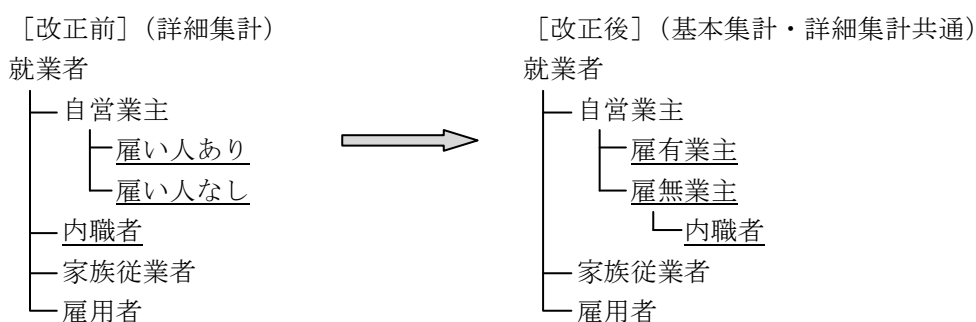 ［改正前］（詳細集計）
就業者
自営業主
雇い人あり
雇い人なし
内職者
家族従業者
雇用者
［改正後］（基本集計・詳細集計共通）
就業者
自営業主
雇有業主
雇無業主
内職者
家族従業者
雇用者